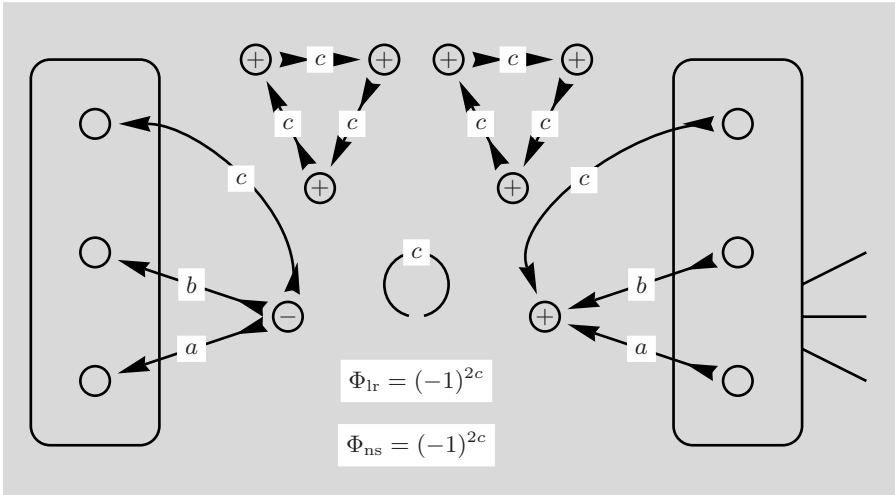 + c + + c +
c c c c
+ +
c c
c
b b
− +
a a
Φ_lr = (−1)^{2c}
Φ_ns = (−1)^{2c}